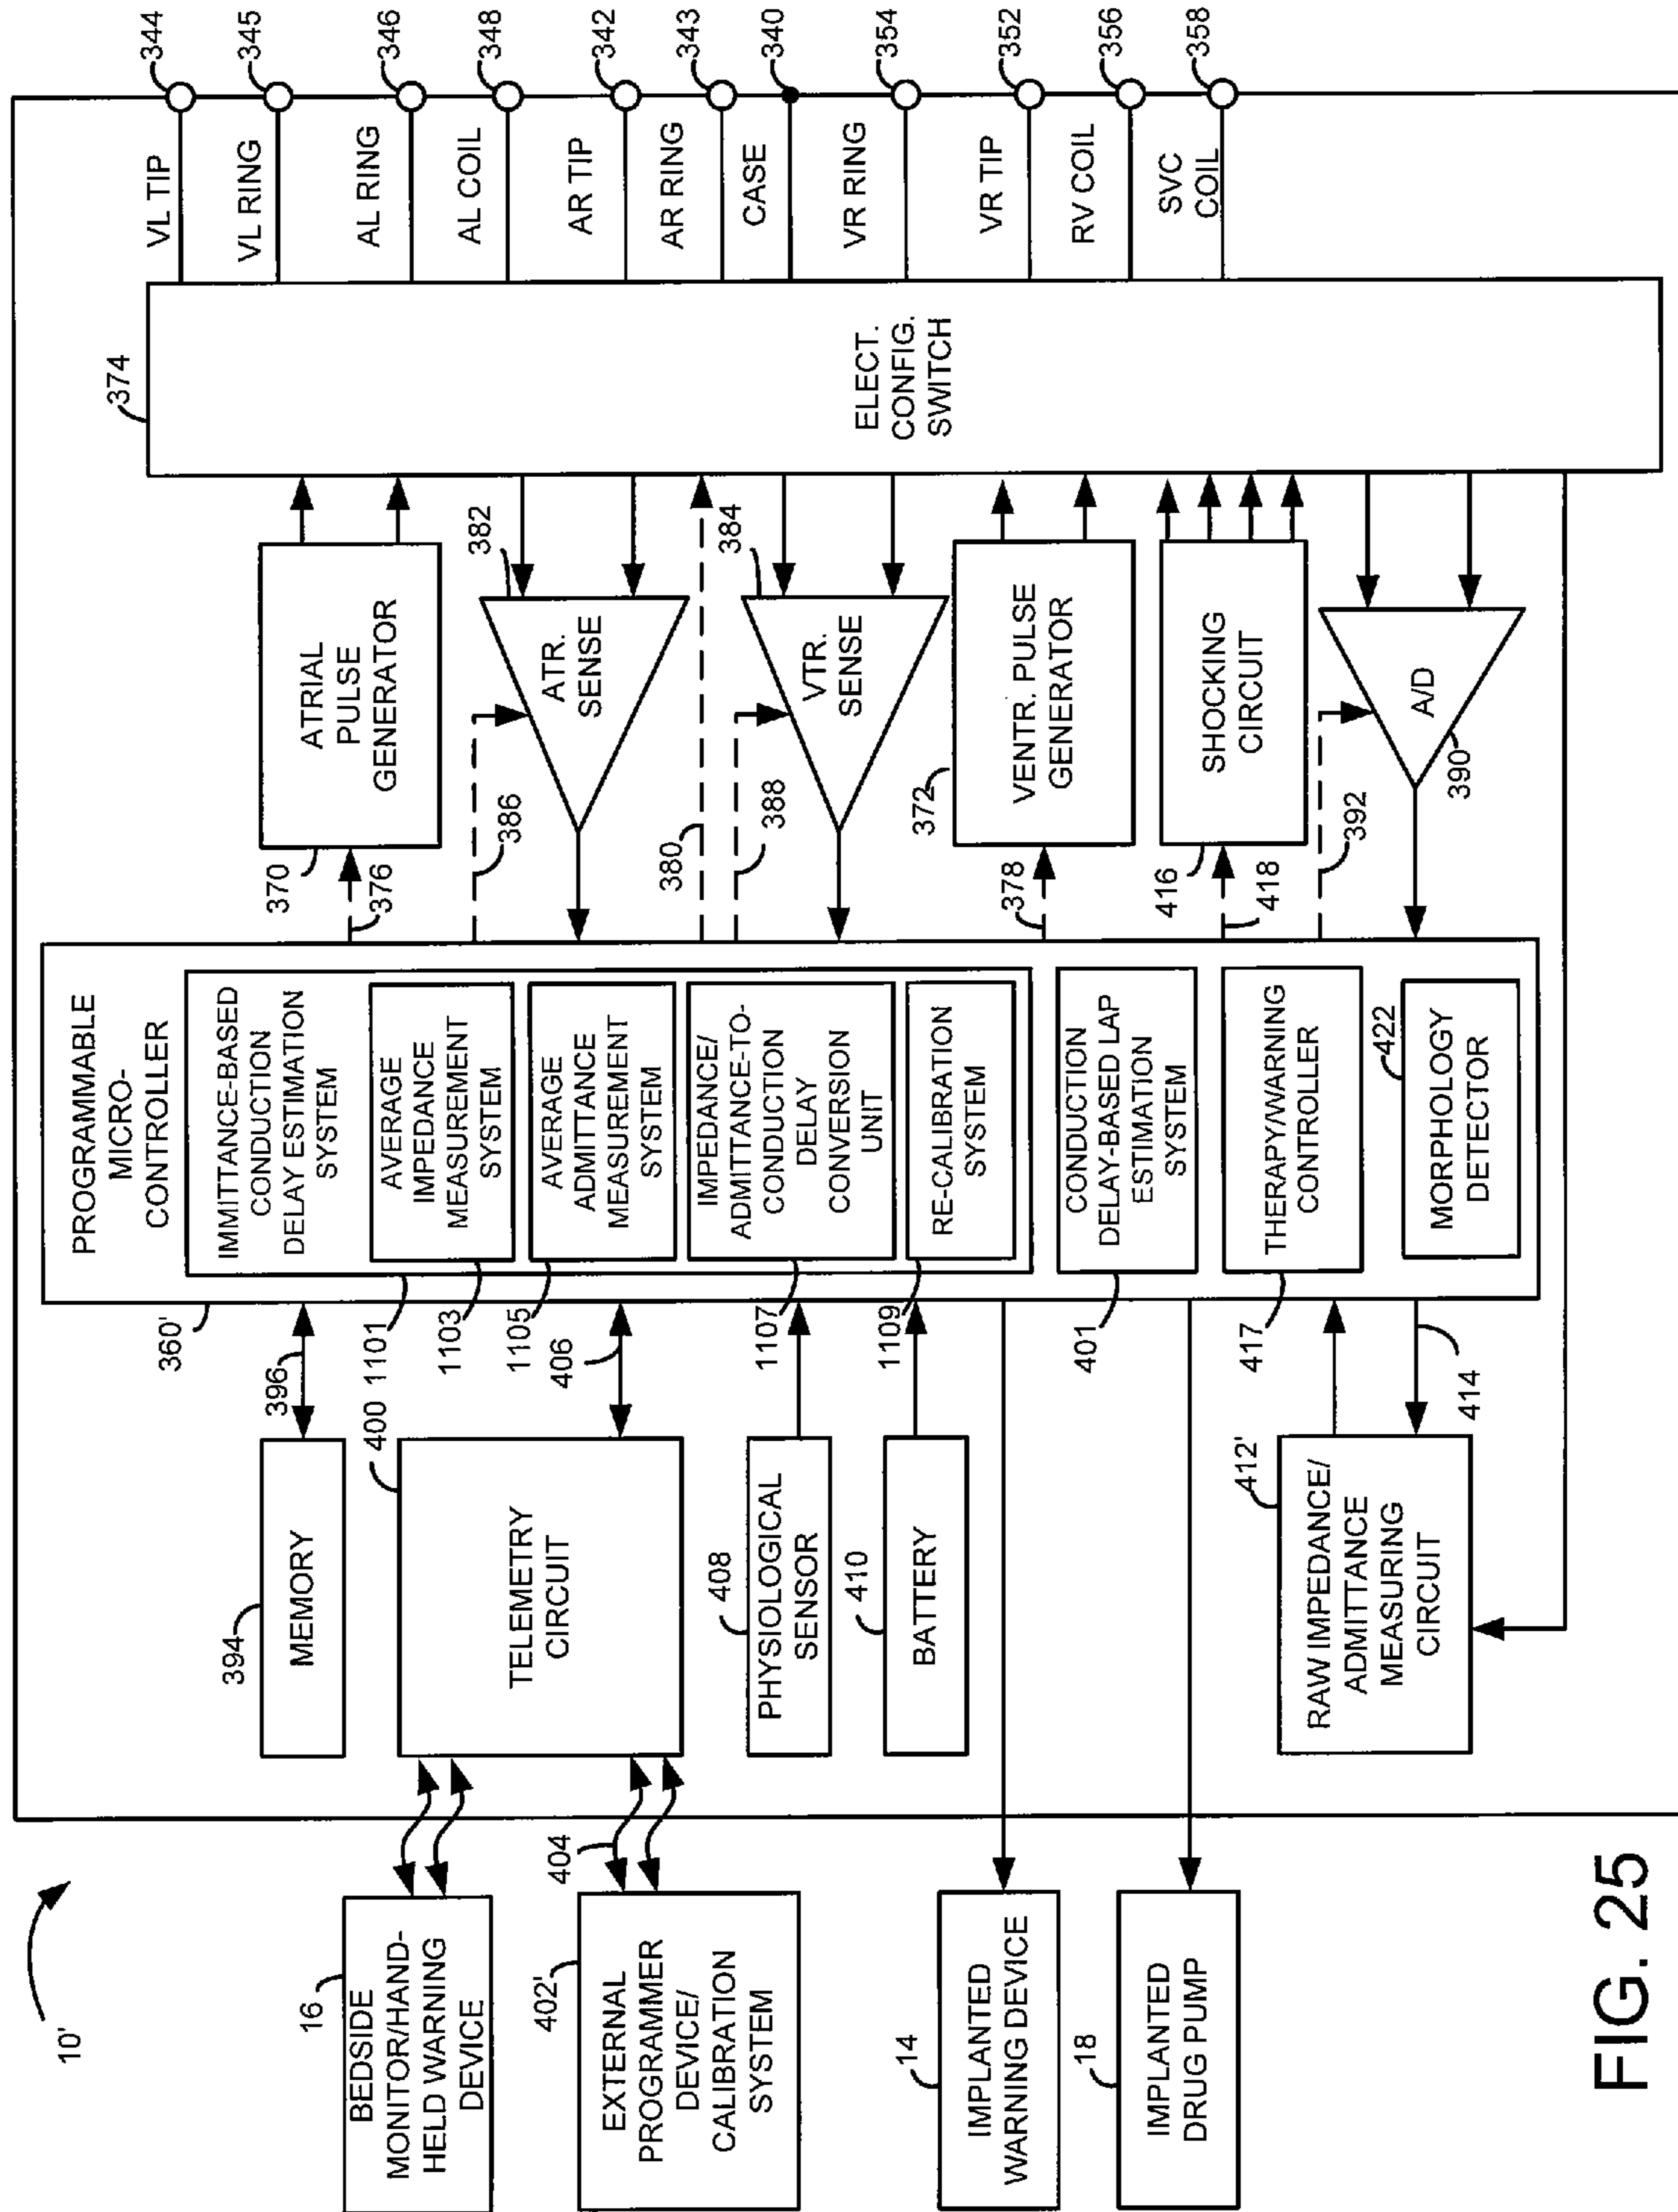 10'
PROGRAMMABLE
MICRO-
CONTROLLER
360'
IMMITTANCE-BASED
CONDUCTION
DELAY ESTIMATION
SYSTEM
1101
AVERAGE
IMPEDANCE
MEASUREMENT
SYSTEM
1103
AVERAGE
ADMITTANCE
MEASUREMENT
SYSTEM
1105
IMPEDANCE/
ADMITTANCE-TO-
CONDUCTION
DELAY
CONVERSION
UNIT
1107
RE-CALIBRATION
SYSTEM
1109
CONDUCTION
DELAY-BASED LAP
ESTIMATION
SYSTEM
401
THERAPY/WARNING
CONTROLLER
417
MORPHOLOGY
DETECTOR
422
MEMORY
394
396
TELEMETRY
CIRCUIT
400
406
PHYSIOLOGICAL
SENSOR
408
BATTERY
410
RAW IMPEDANCE/
ADMITTANCE
MEASURING
CIRCUIT
412'
414
BEDSIDE
MONITOR/HAND-
HELD WARNING
DEVICE
16
EXTERNAL
PROGRAMMER
DEVICE/
CALIBRATION
SYSTEM
402'
404
IMPLANTED
WARNING DEVICE
14
IMPLANTED
DRUG PUMP
18
ATRIAL
PULSE
GENERATOR
370
376
ATR.
SENSE
382
386
380
VTR.
SENSE
384
388
VENTR. PULSE
GENERATOR
372
378
SHOCKING
CIRCUIT
416
418
A/D
390
392
ELECT.
CONFIG.
SWITCH
374
VL TIP
344
VL RING
345
AL RING
346
AL COIL
348
AR TIP
342
AR RING
343
CASE
340
VR RING
354
VR TIP
352
RV COIL
356
SVC
COIL
358
FIG. 25